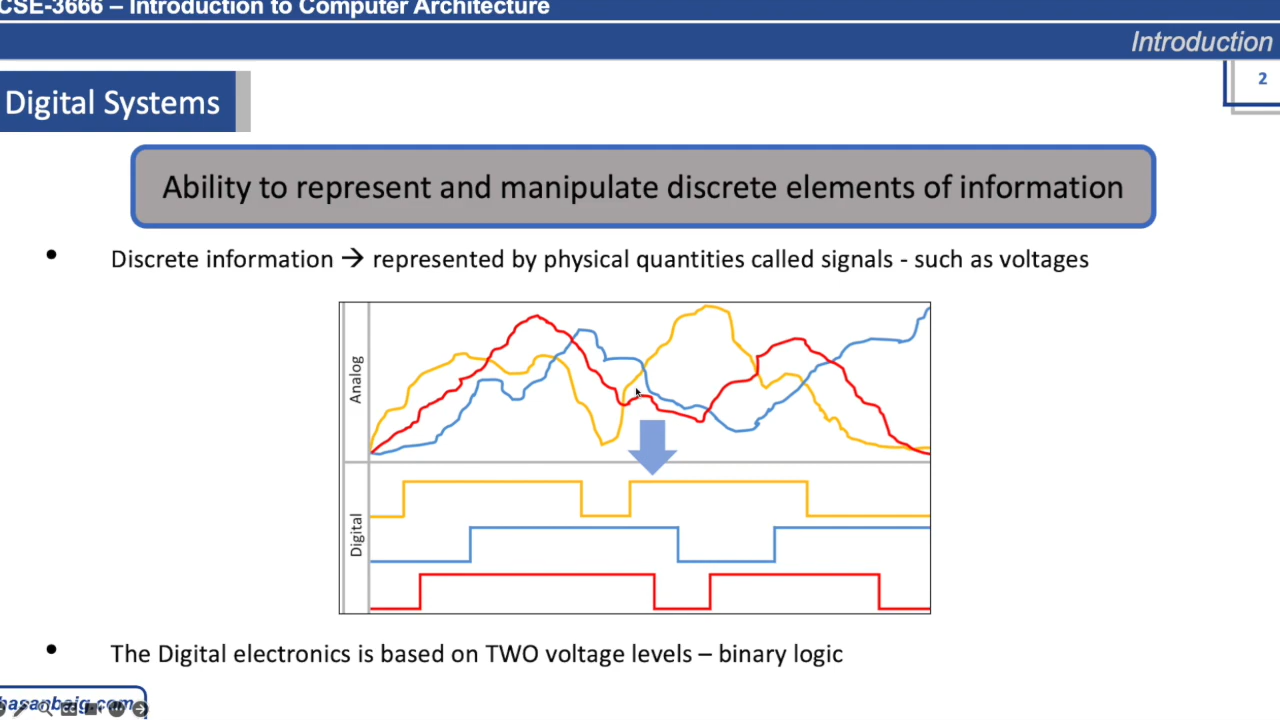 CSE-3666 – Introduction to Computer Architecture
Introduction
2
Digital Systems
Ability to represent and manipulate discrete elements of information
• Discrete information → represented by physical quantities called signals - such as voltages
Analog
Digital
• The Digital electronics is based on TWO voltage levels – binary logic
hasanbaig.com